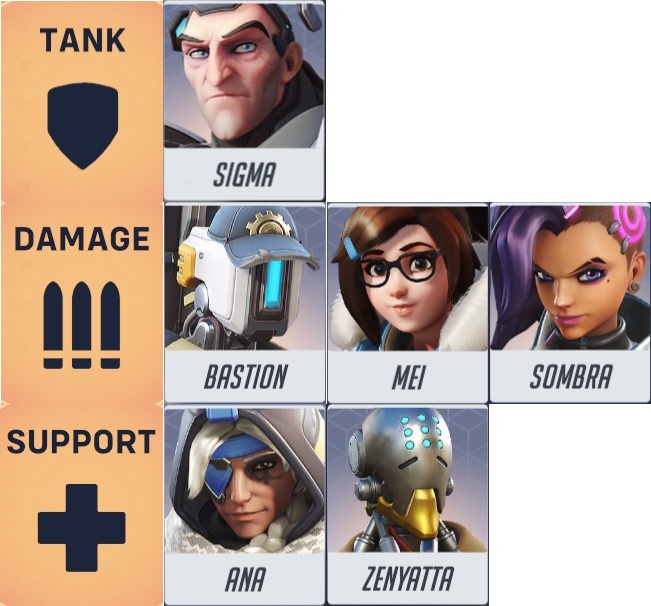 TANK
SIGMA
DAMAGE
BASTION
MEI
SOMBRA
SUPPORT
ANA
ZENYATTA